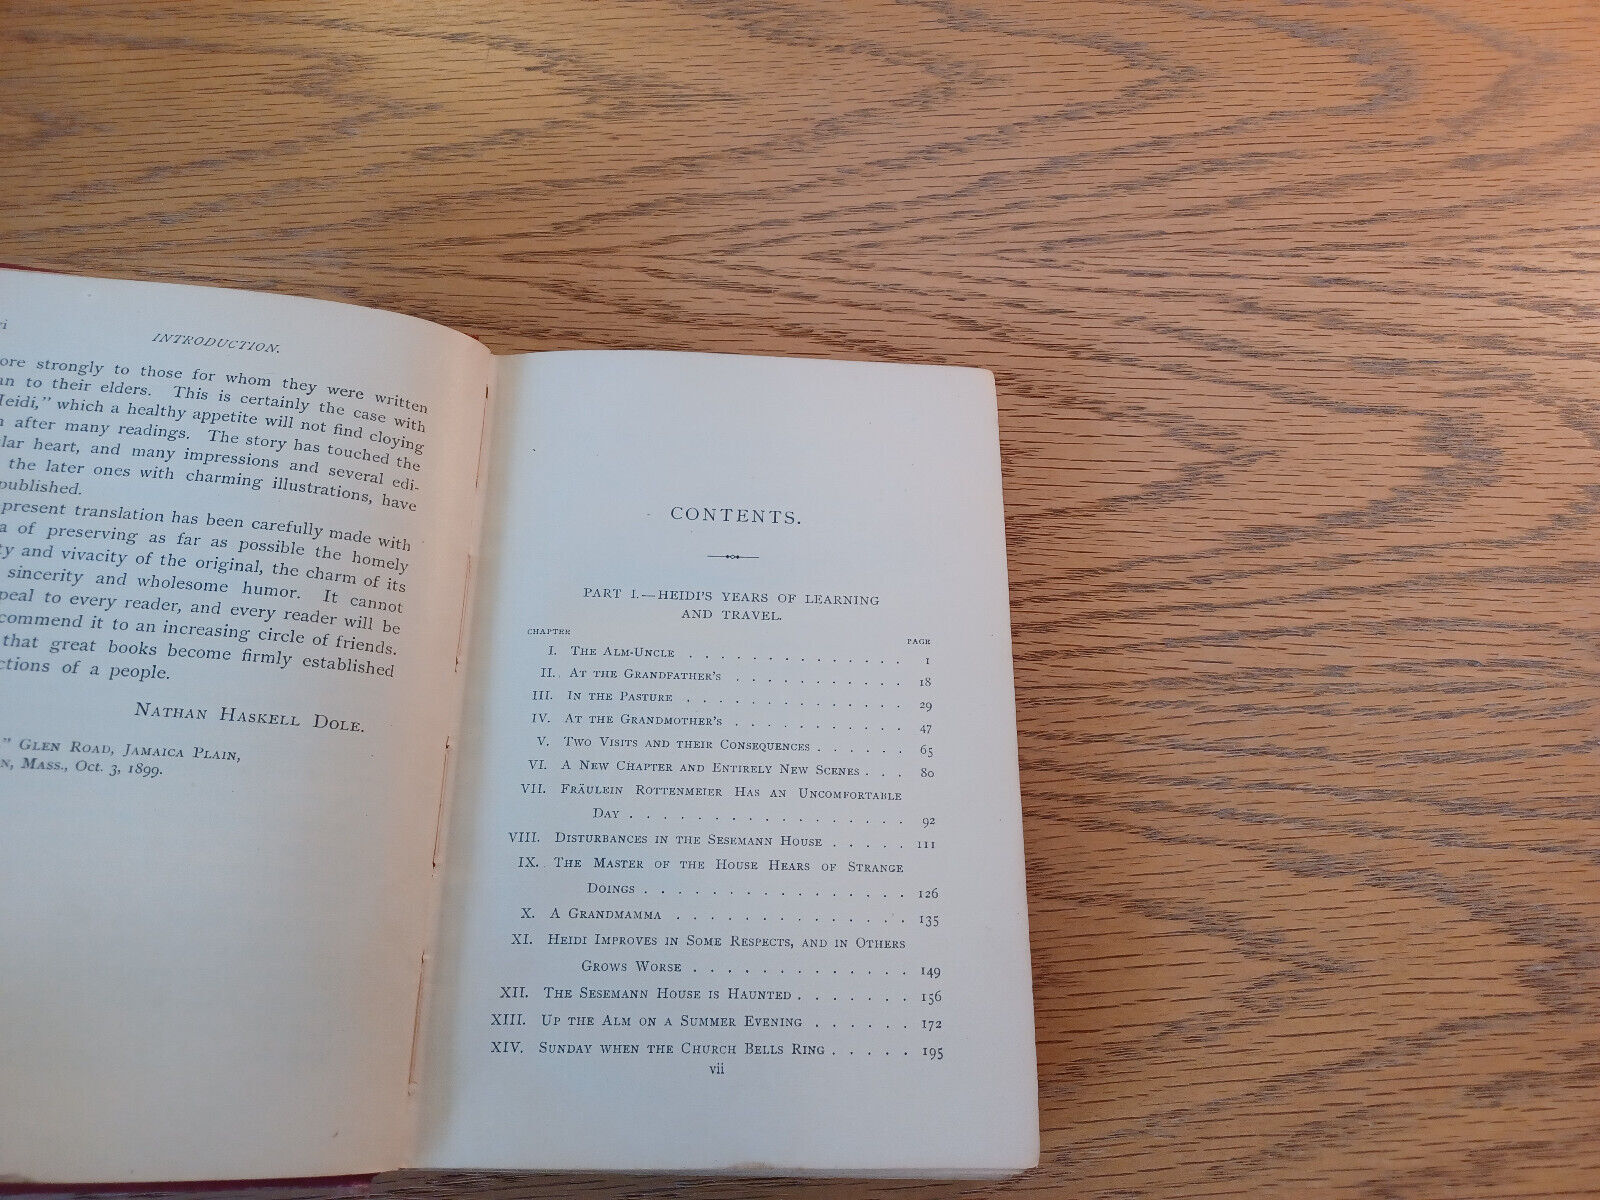 INTRODUCTION.
strongly to those for whom they were written
to their elders. This is certainly the case with
which a healthy appetite will not find cloying
after many readings. The story has touched the
heart, and many impressions and several edi-
the later ones with charming illustrations, have
published.
present translation has been carefully made with
of preserving as far as possible the homely
and vivacity of the original, the charm of its
sincerity and wholesome humor. It cannot
to every reader, and every reader will be
it to an increasing circle of friends.
that great books become firmly established
of a people.
NATHAN HASKELL DOLE.
" GLEN ROAD, JAMAICA PLAIN,
MASS., Oct. 3, 1899.
CONTENTS.
PART I.—HEIDI'S YEARS OF LEARNING
AND TRAVEL.
CHAPTER PAGE
I. THE ALM-UNCLE . . . . . . . . . . . . . . 1
II. AT THE GRANDFATHER'S . . . . . . . . . . . 18
III. IN THE PASTURE . . . . . . . . . . . . . . 29
IV. AT THE GRANDMOTHER'S . . . . . . . . . . . 47
V. TWO VISITS AND THEIR CONSEQUENCES . . . . . . 65
VI. A NEW CHAPTER AND ENTIRELY NEW SCENES . . . 80
VII. FRÄULEIN ROTTENMEIER HAS AN UNCOMFORTABLE
DAY . . . . . . . . . . . . . . . . . 92
VIII. DISTURBANCES IN THE SESEMANN HOUSE . . . . . 111
IX. THE MASTER OF THE HOUSE HEARS OF STRANGE
DOINGS . . . . . . . . . . . . . . . . 126
X. A GRANDMAMMA . . . . . . . . . . . . . . 135
XI. HEIDI IMPROVES IN SOME RESPECTS, AND IN OTHERS
GROWS WORSE . . . . . . . . . . . . . 149
XII. THE SESEMANN HOUSE IS HAUNTED . . . . . . . 156
XIII. UP THE ALM ON A SUMMER EVENING . . . . . . 172
XIV. SUNDAY WHEN THE CHURCH BELLS RING . . . . . 195
vii